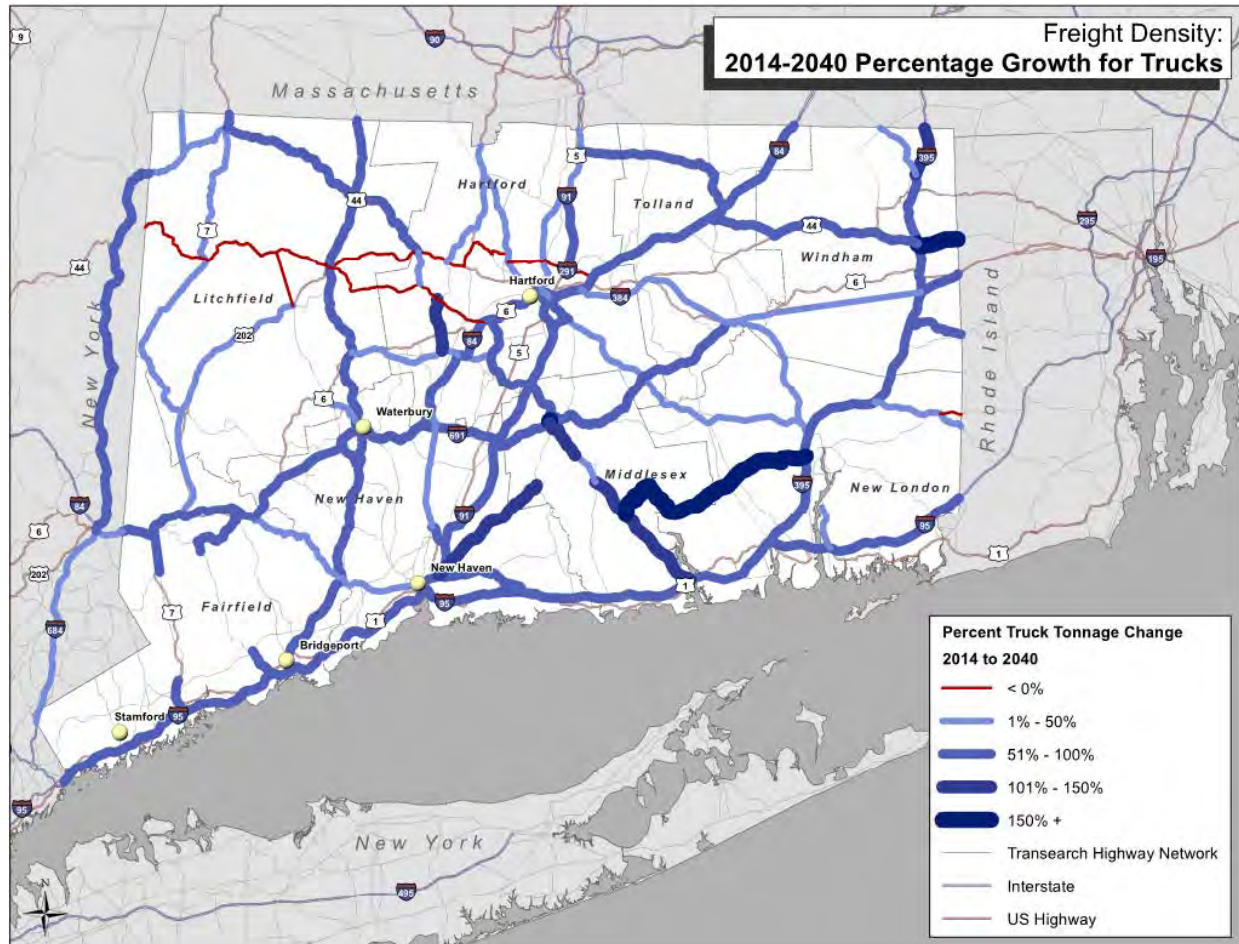 Freight Density:
2014-2040 Percentage Growth for Trucks
Massachusetts
9
90
5
84
395
Hartford
44
91
Tolland
7
44
295
Windham
44
195
291
6
Litchfield
Hartford
384
New York
202
6
84
5
Rhode Island
6
Waterbury
691
Middlesex
395
New London
New Haven
84
91
95
6
1
202
New Haven
1
7
Fairfield
1
95
684
Bridgeport
Stamford
95
95
New York
495
N
Percent Truck Tonnage Change
2014 to 2040
< 0%
1% - 50%
51% - 100%
101% - 150%
150% +
Transearch Highway Network
Interstate
US Highway